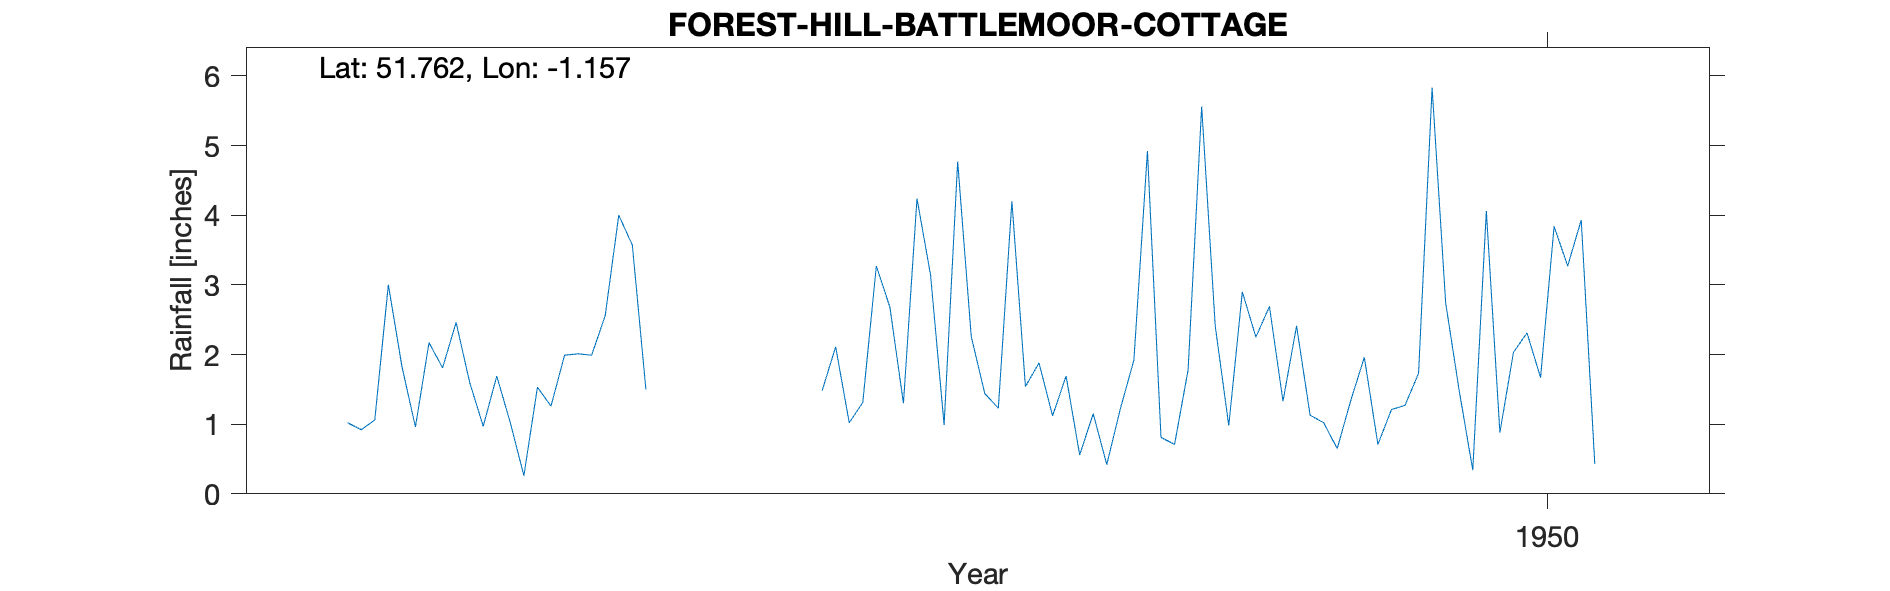 FOREST-HILL-BATTLEMOOR-COTTAGE
Lat: 51.762, Lon: -1.157
6
5
4
3
2
1
0
Rainfall [inches]
1950
Year